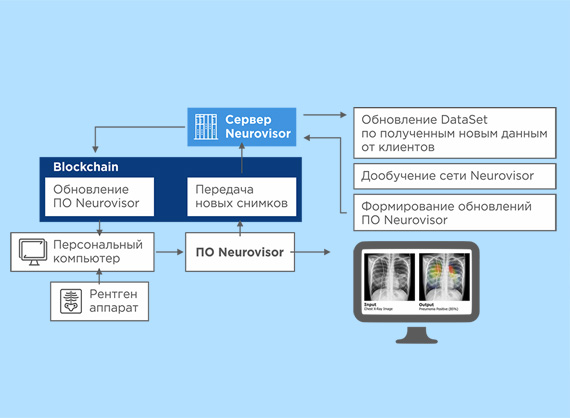 Сервер
Neurovisor
Обновление DataSet
по полученным новым данным
от клиентов
Blockchain
Дообучение сети Neurovisor
Обновление
ПО Neurovisor
Передача
новых снимков
Формирование обновлений
ПО Neurovisor
Персональный
компьютер
ПО Neurovisor
Рентген
аппарат
Input
Chest X-Ray Image
Output
Pneumonia Positive (85%)